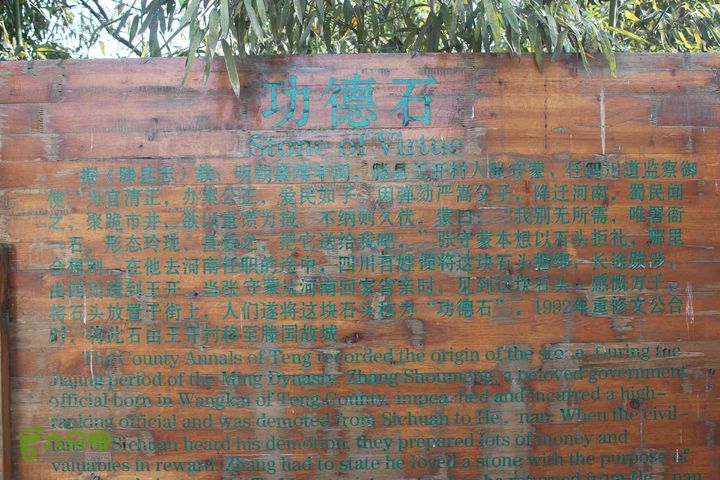 功德石
Stone of Virtue
据《滕县志》载：明朝嘉靖年间，滕县王开村人张守蒙，任四川道监察御
使，为官清正，办案公正，爱民如子，因弹劾严嵩父子，降迁河南，蜀民闻
之，聚跪市井，欲以重谎为报，不纳则久伏，蒙曰：“我别无所需，唯署衙
一石，形态玲珑，甚爱之，把它送给我吧。”张守蒙本想以石头拒礼，哪里
会想到，在他去河南任职的途中，四川百姓便将这块石头捆绑，长途跋涉，
由四川送到王开，当张守蒙从河南回家省亲时，见到这块石头，感慨万千，
将石头放置于街上，人们遂将这块石头称为“功德石”，1992年重修文公台
时，将此石由王开村移至滕国故城
The County Annals of Teng recorded the origin of the stone. During the
Jiajing period of the Ming Dynasty, Zhang Shoumeng, a beloved government
official born in Wangkai of Teng County, impeached and incurred a high-
ranking official and was demoted from Sichuan to He nan. When the civil-
Sichuan heard his demotion, they prepared lots of money and
valuables in reward. Zhang had to state he loved a stone with the purpose of
be returned from He nan